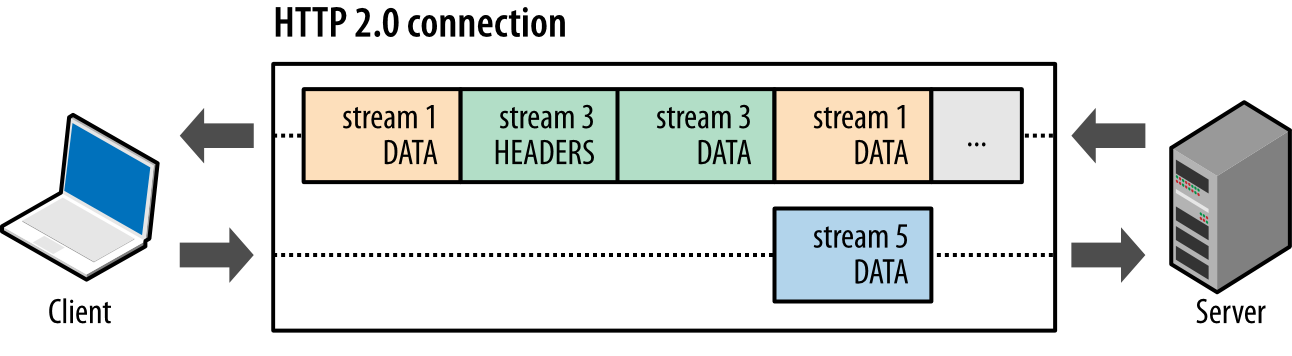 HTTP 2.0 connection
stream 1
DATA
stream 3
HEADERS
stream 3
DATA
stream 1
DATA
...
stream 5
DATA
Client
Server